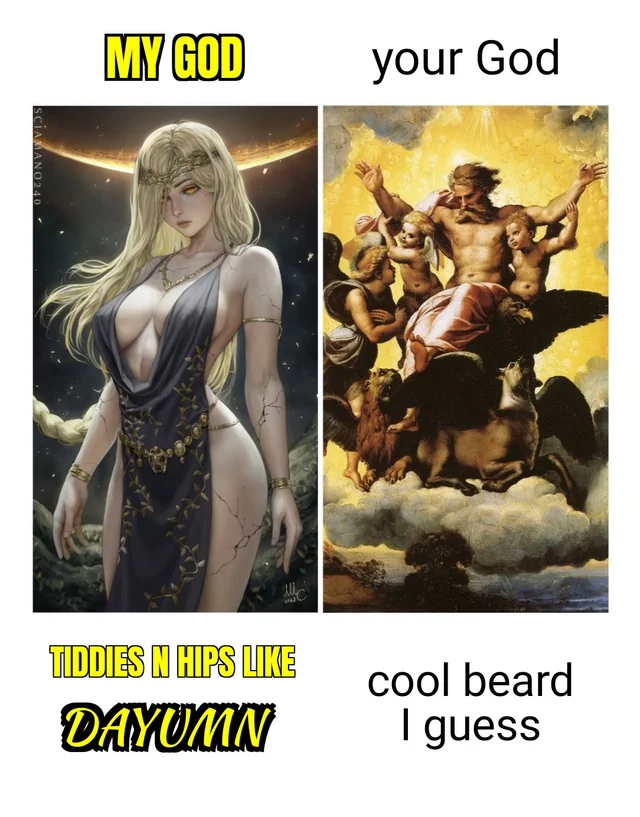 MY GOD
your God
SCIAMANO240
TIDDIES N HIPS LIKE
DAYUMN
cool beard
I guess